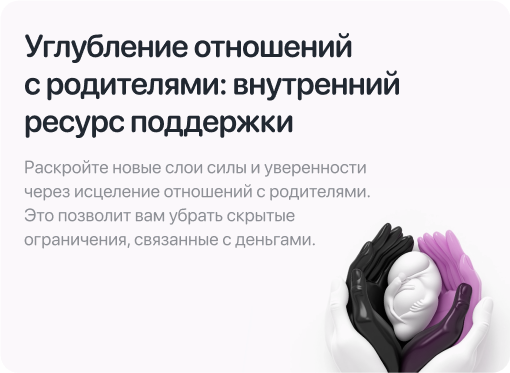 Углубление отношений
с родителями: внутренний
ресурс поддержки
Раскройте новые слои силы и уверенности
через исцеление отношений с родителями.
Это позволит вам убрать скрытые
ограничения, связанные с деньгами.